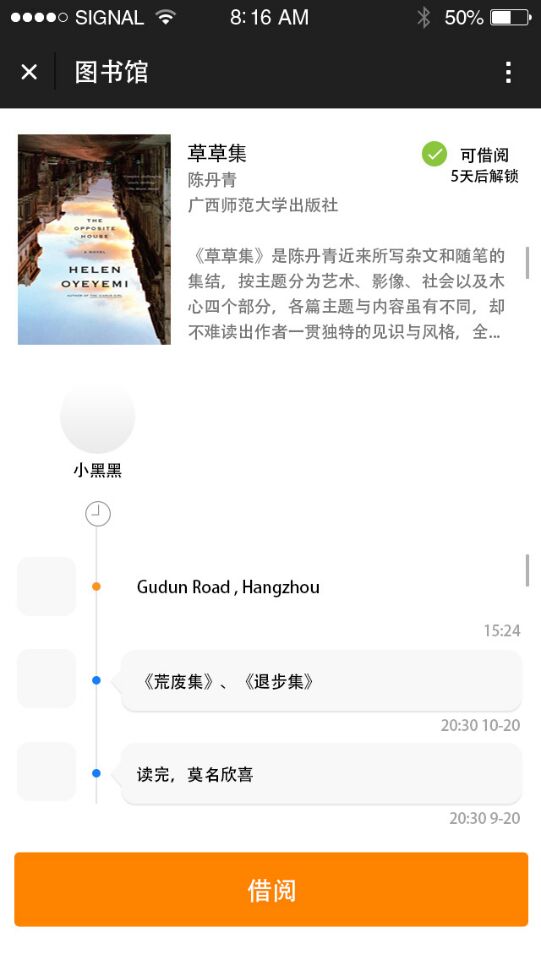 SIGNAL 8:16 AM 50%
图书馆
THE
OPPOSITE
HOUSE
A NOVEL
HELEN
OYEYEMI
草草集
可借阅
陈丹青
5天后解锁
广西师范大学出版社
《草草集》是陈丹青近来所写杂文和随笔的
集结，按主题分为艺术、影像、社会以及木
心四个部分，各篇主题与内容虽有不同，却
不难读出作者一贯独特的见识与风格，全...
小黑黑
Gudun Road , Hangzhou
15:24
《荒废集》、《退步集》
20:30 10-20
读完，莫名欣喜
20:30 9-20
借阅